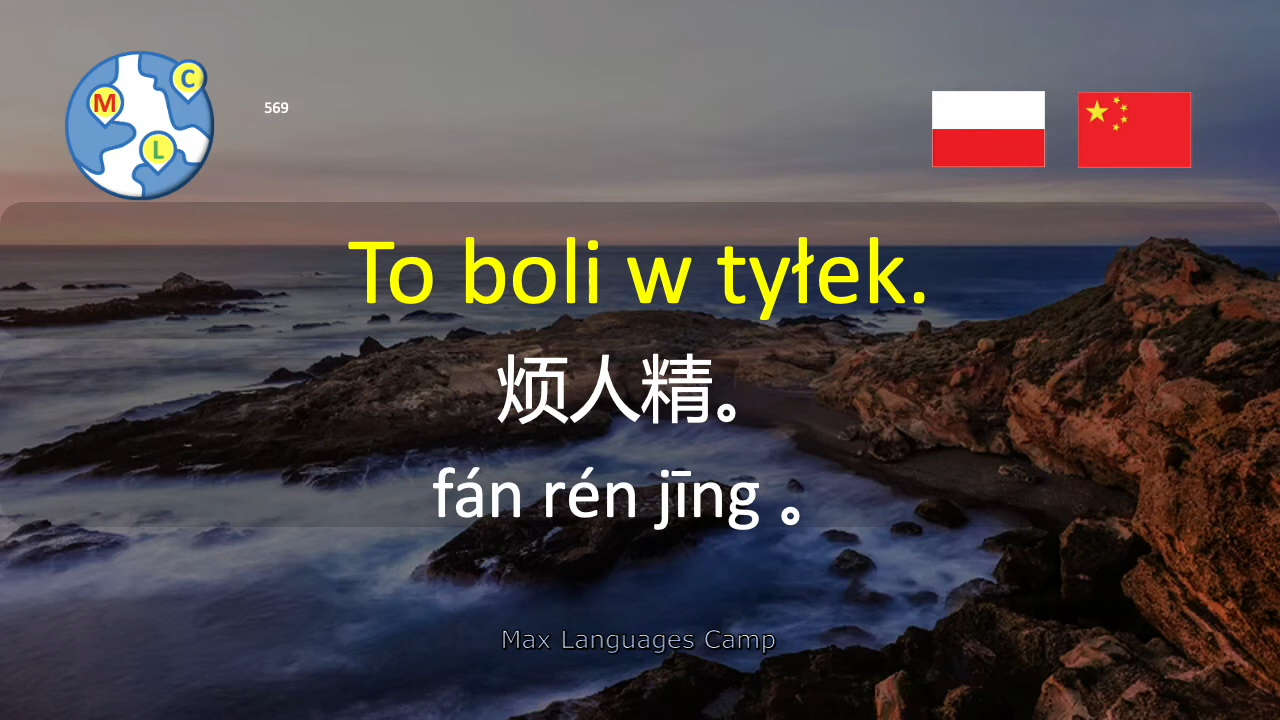 M
C
L
569
To boli w tyłek.
烦人精。
fán rén jīng 。
Max Languages Camp